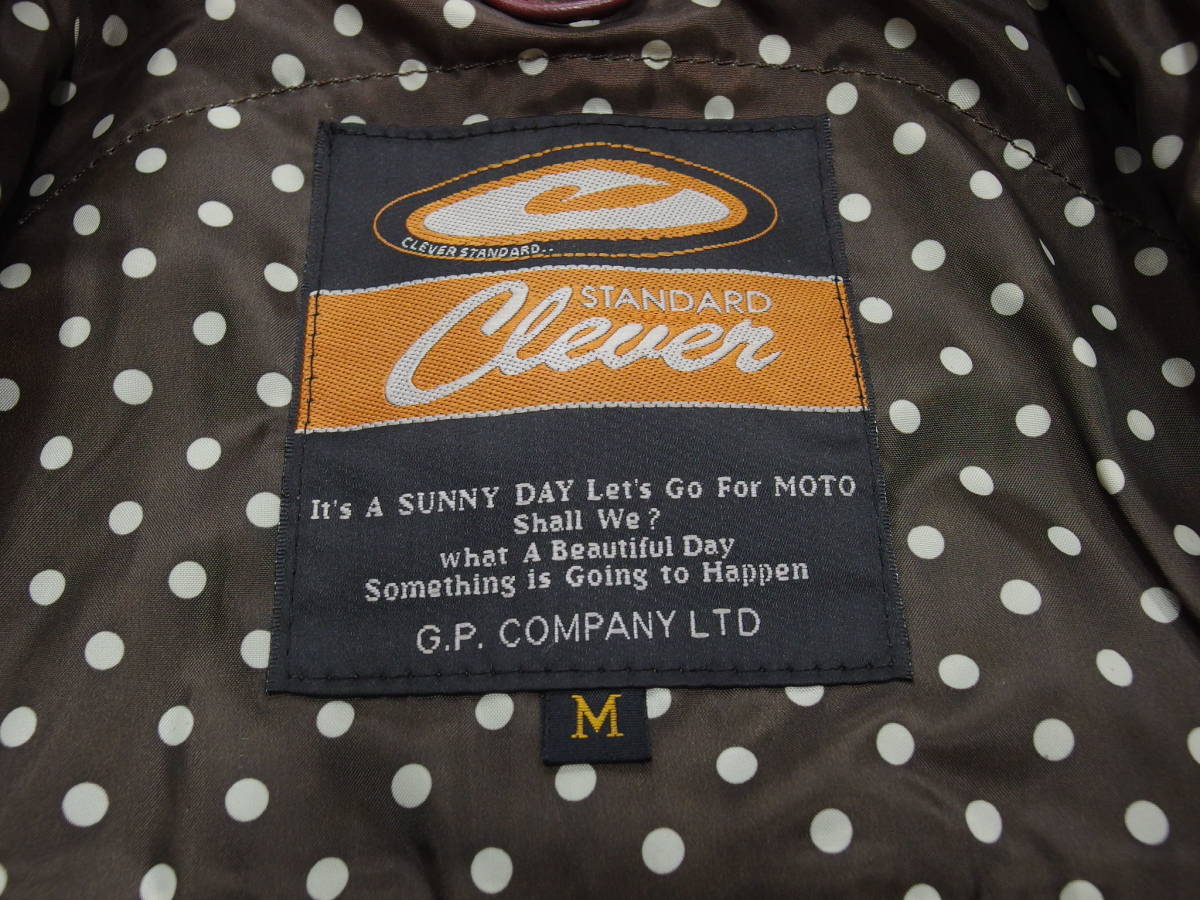 CLEVER STANDARD..
STANDARD
Clever
It's A SUNNY DAY Let's Go For MOTO
Shall We?
what A Beautiful Day
Something is Going to Happen
G.P. COMPANY LTD
M